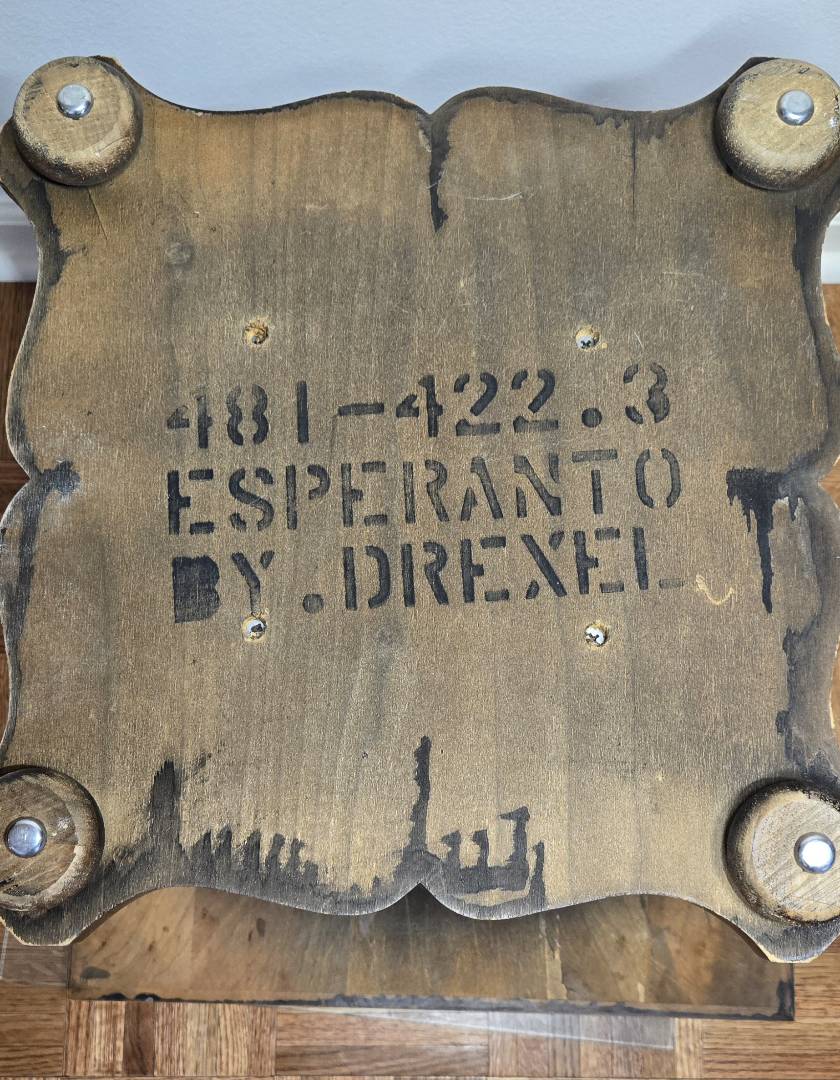 481-422.3
ESPERANTO
BY.DREXEL